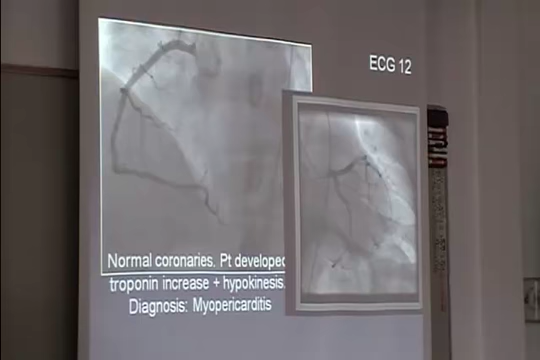 ECG 12
Normal coronaries. Pt developed
troponin increase + hypokinesis.
Diagnosis: Myopericarditis